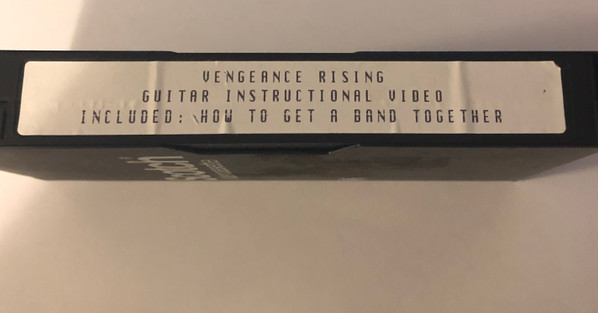 VENGEANCE RISING
GUITAR INSTRUCTIONAL VIDEO
INCLUDED: HOW TO GET A BAND TOGETHER